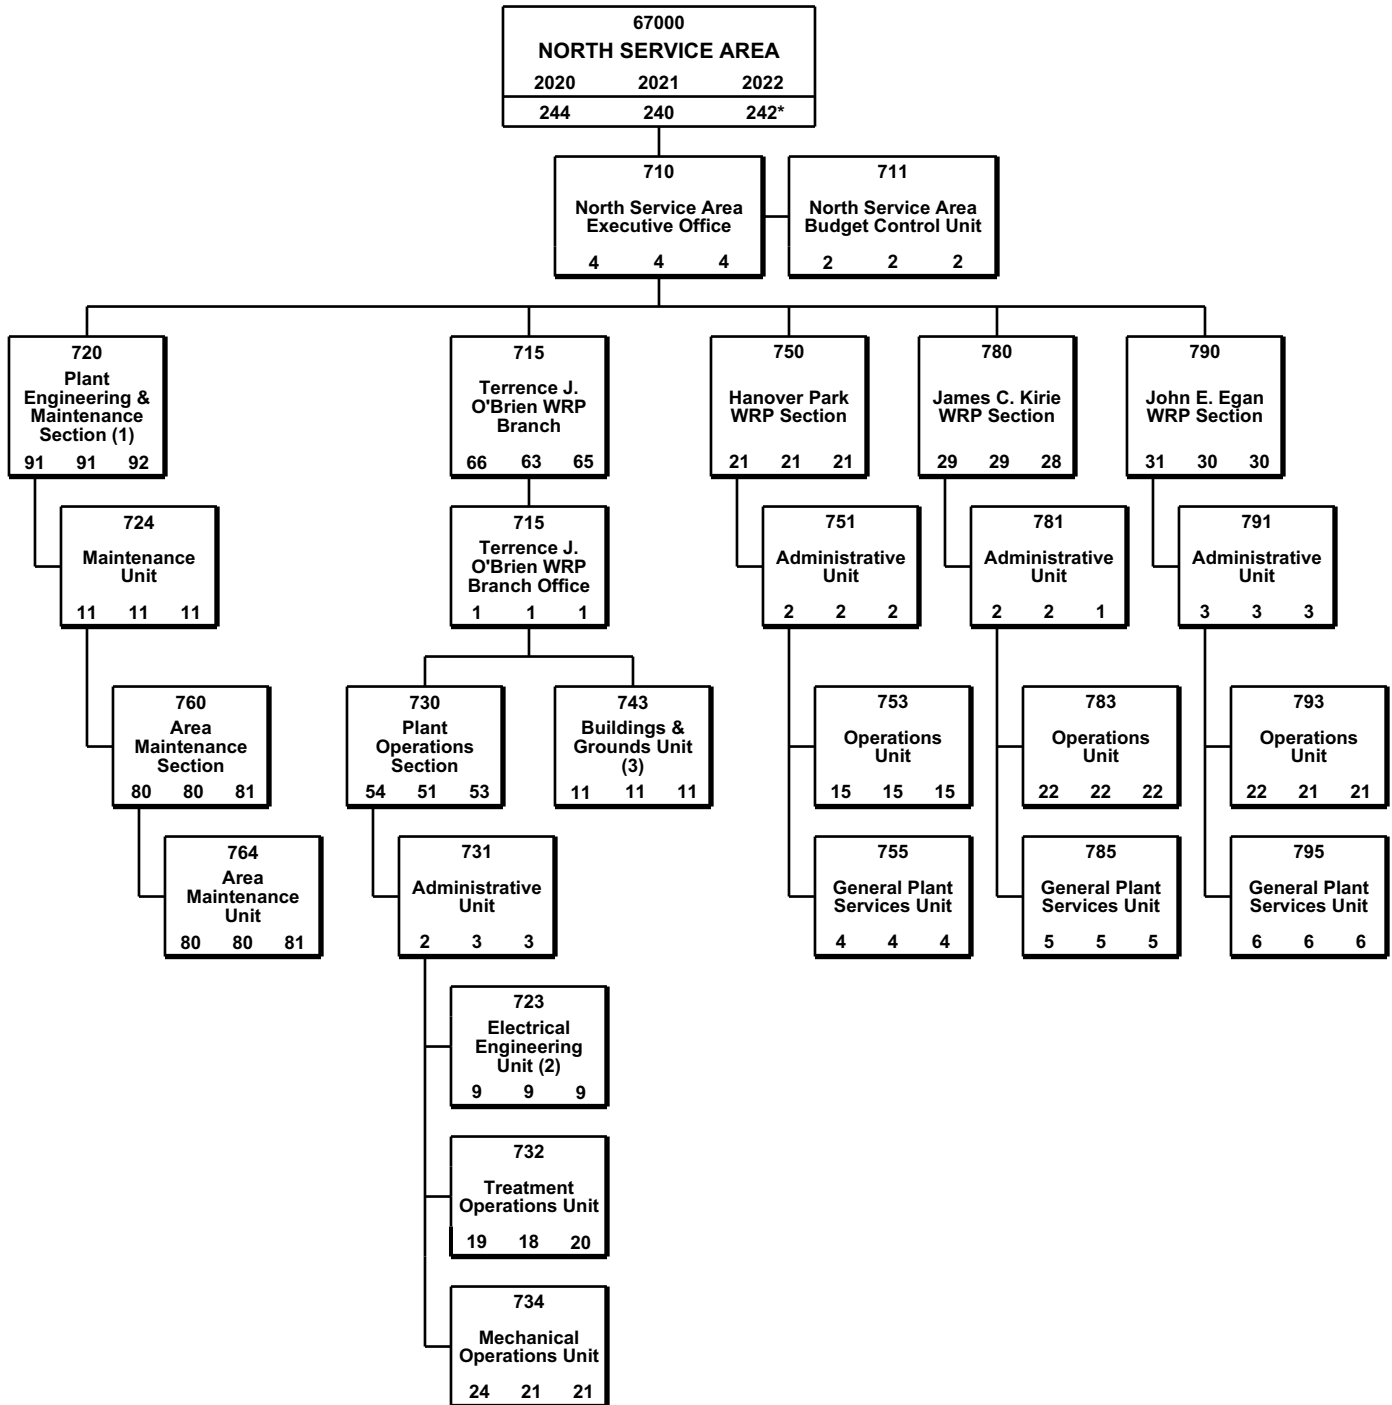 67000
NORTH SERVICE AREA
2020 2021 2022
244 240 242*
710
North Service Area
Executive Office
4 4 4
711
North Service Area
Budget Control Unit
2 2 2
720
Plant
Engineering &
Maintenance
Section (1)
91 91 92
715
Terrence J.
O'Brien WRP
Branch
66 63 65
750
Hanover Park
WRP Section
21 21 21
780
James C. Kirie
WRP Section
29 29 28
790
John E. Egan
WRP Section
31 30 30
724
Maintenance
Unit
11 11 11
715
Terrence J.
O'Brien WRP
Branch Office
1 1 1
751
Administrative
Unit
2 2 2
781
Administrative
Unit
2 2 1
791
Administrative
Unit
3 3 3
760
Area
Maintenance
Section
80 80 81
730
Plant
Operations
Section
54 51 53
743
Buildings &
Grounds Unit
(3)
11 11 11
753
Operations
Unit
15 15 15
783
Operations
Unit
22 22 22
793
Operations
Unit
22 21 21
764
Area
Maintenance
Unit
80 80 81
731
Administrative
Unit
2 3 3
755
General Plant
Services Unit
4 4 4
785
General Plant
Services Unit
5 5 5
795
General Plant
Services Unit
6 6 6
723
Electrical
Engineering
Unit (2)
9 9 9
732
Treatment
Operations Unit
19 18 20
734
Mechanical
Operations Unit
24 21 21